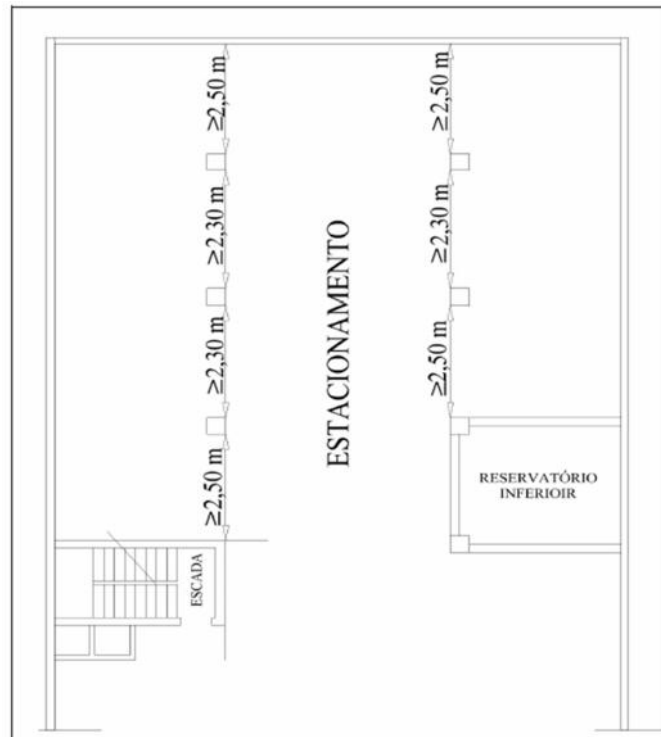 ≥2,50 m
≥2,50 m
≥2,30 m
≥2,30 m
ESTACIONAMENTO
≥2,30 m
≥2,50 m
≥2,50 m
RESERVATÓRIO
INFERIOIR
ESCADA